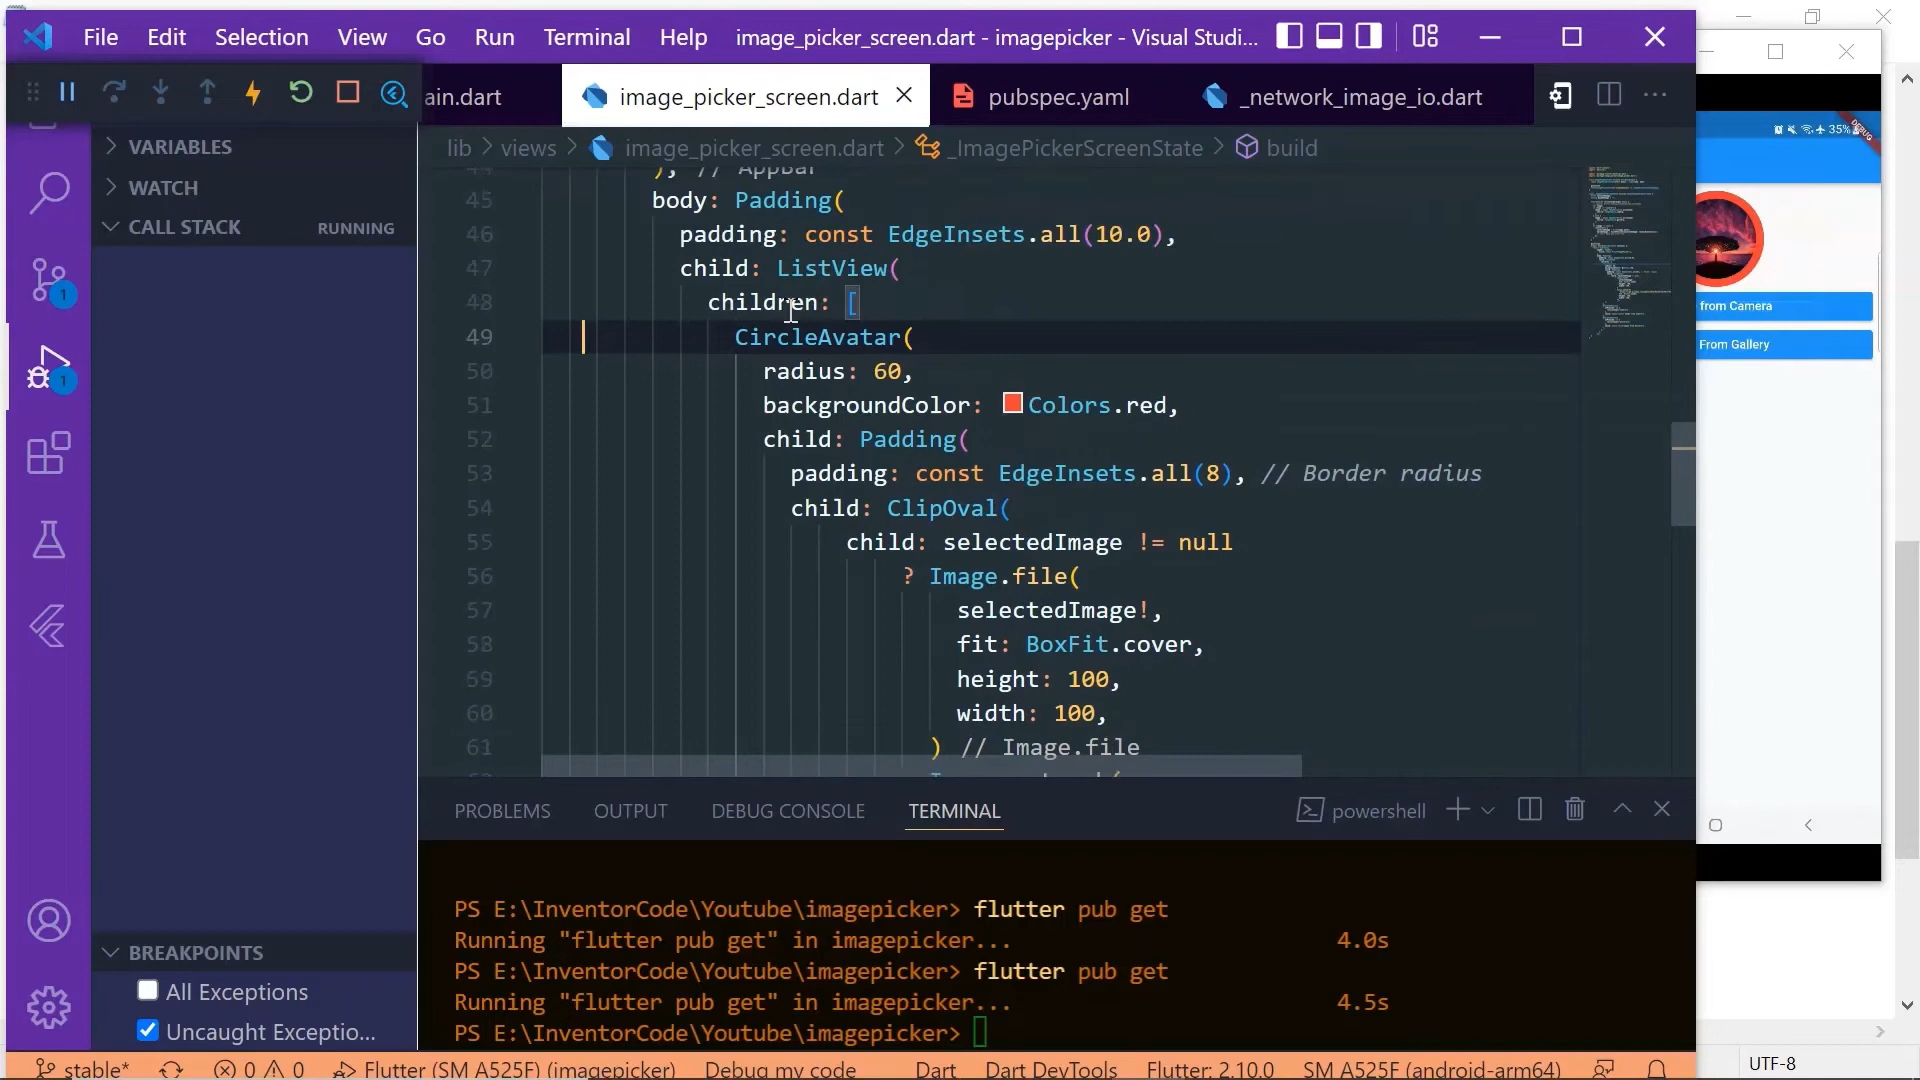 File Edit Selection View Go Run Terminal Help image_picker_screen.dart - imagepicker - Visual Studi...
ain.dart image_picker_screen.dart pubspec.yaml _network_image_io.dart
lib > views > image_picker_screen.dart > _ImagePickerScreenState > build
VARIABLES
WATCH
CALL STACK RUNNING
44 ), // AppBar
45 body: Padding(
46 padding: const EdgeInsets.all(10.0),
47 child: ListView(
48 children: [
49 CircleAvatar(
50 radius: 60,
51 backgroundColor: Colors.red,
52 child: Padding(
53 padding: const EdgeInsets.all(8), // Border radius
54 child: ClipOval(
55 child: selectedImage != null
56 ? Image.file(
57 selectedImage!,
58 fit: BoxFit.cover,
59 height: 100,
60 width: 100,
61 ) // Image.file
1
1
BREAKPOINTS
All Exceptions
Uncaught Exceptio...
PROBLEMS OUTPUT DEBUG CONSOLE TERMINAL powershell
PS E:\InventorCode\Youtube\imagepicker> flutter pub get
Running "flutter pub get" in imagepicker... 4.0s
PS E:\InventorCode\Youtube\imagepicker> flutter pub get
Running "flutter pub get" in imagepicker... 4.5s
PS E:\InventorCode\Youtube\imagepicker>
stable* 0 0 Flutter (SM A525F) (imagepicker) Debug my code Dart Dart DevTools Flutter: 2.10.0 SM A525F (android-arm64)
35%
DEBUG
from Camera
From Gallery
UTF-8